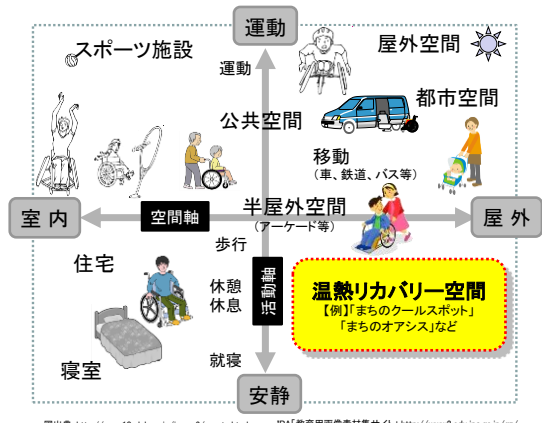 運動
スポーツ施設
屋外空間
運動
都市空間
公共空間
移動
（車、鉄道、バス等）
室内
空間軸
半屋外空間
（アーケード等）
屋外
歩行
住宅
活動軸
休憩
休息
温熱リカバリー空間
【例】「まちのクールスポット」
「まちのオアシス」など
寝室
就寝
安静